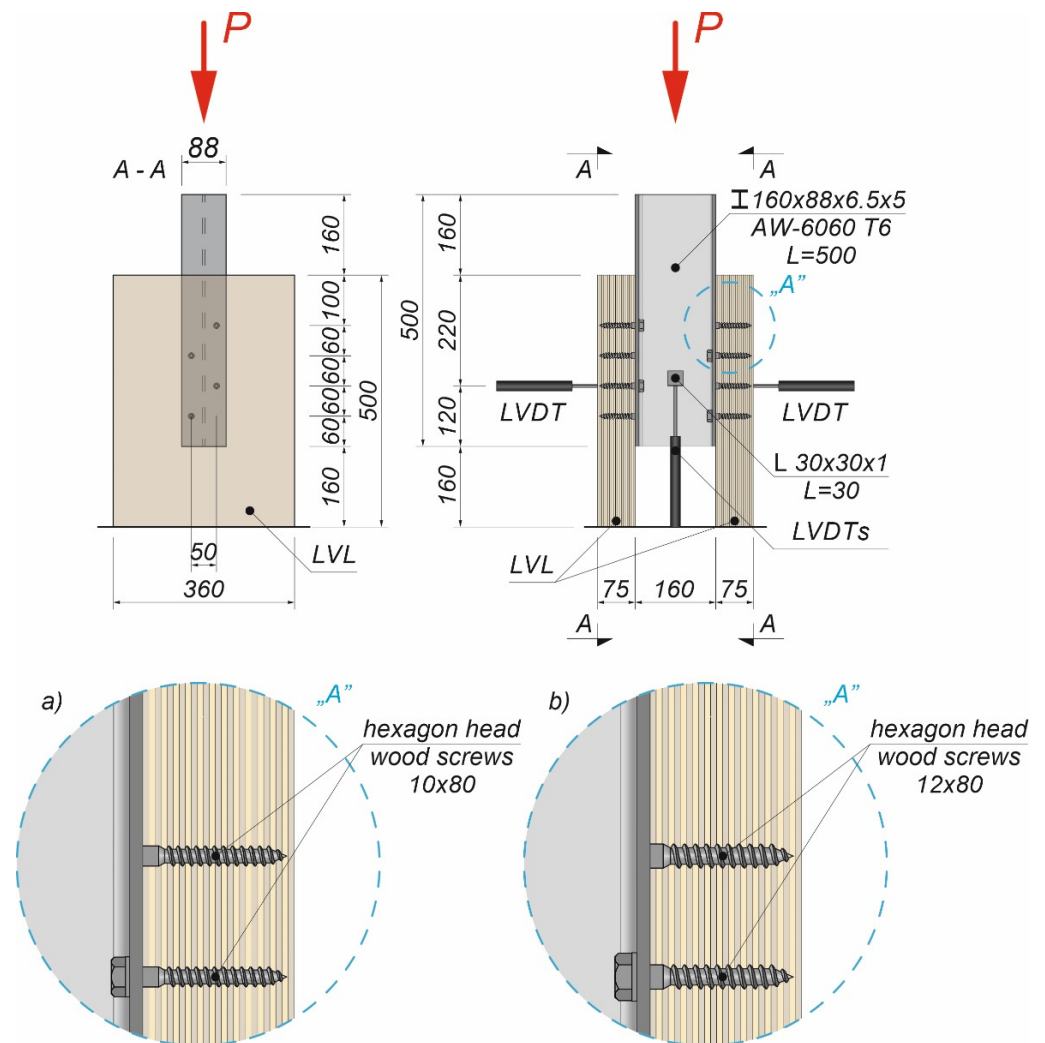 P
P
A - A
88
A
A
160
100
60
60
60
60
160
500
500
160
220
120
160
I 160x88x6.5x5
AW-6060 T6
L=500
„A”
LVDT
LVDT
L 30x30x1
L=30
LVDTs
LVL
50
360
LVL
75
160
75
A
A
a)
„A”
hexagon head
wood screws
10x80
b)
„A”
hexagon head
wood screws
12x80